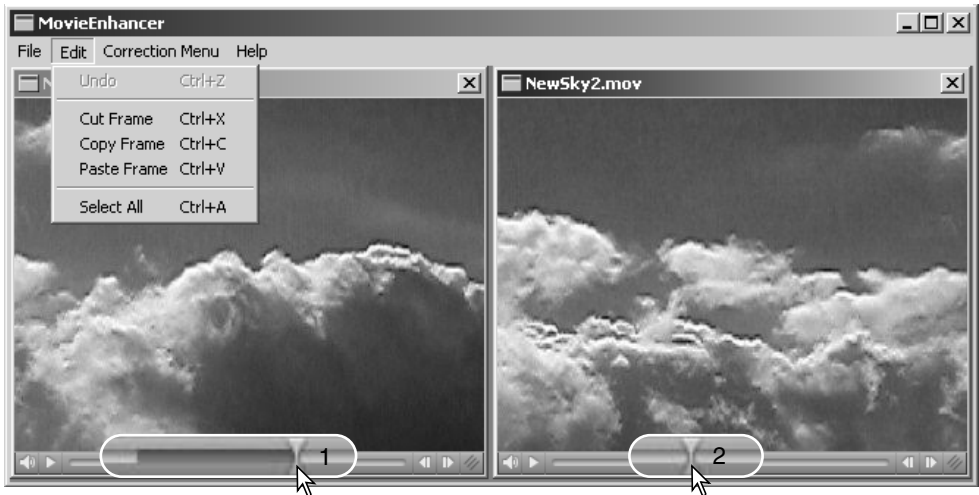 MovieEnhancer
File Edit Correction Menu Help
N
NewSky2.mov
Undo Ctrl+Z
Cut Frame Ctrl+X
Copy Frame Ctrl+C
Paste Frame Ctrl+V
Select All Ctrl+A
1
2